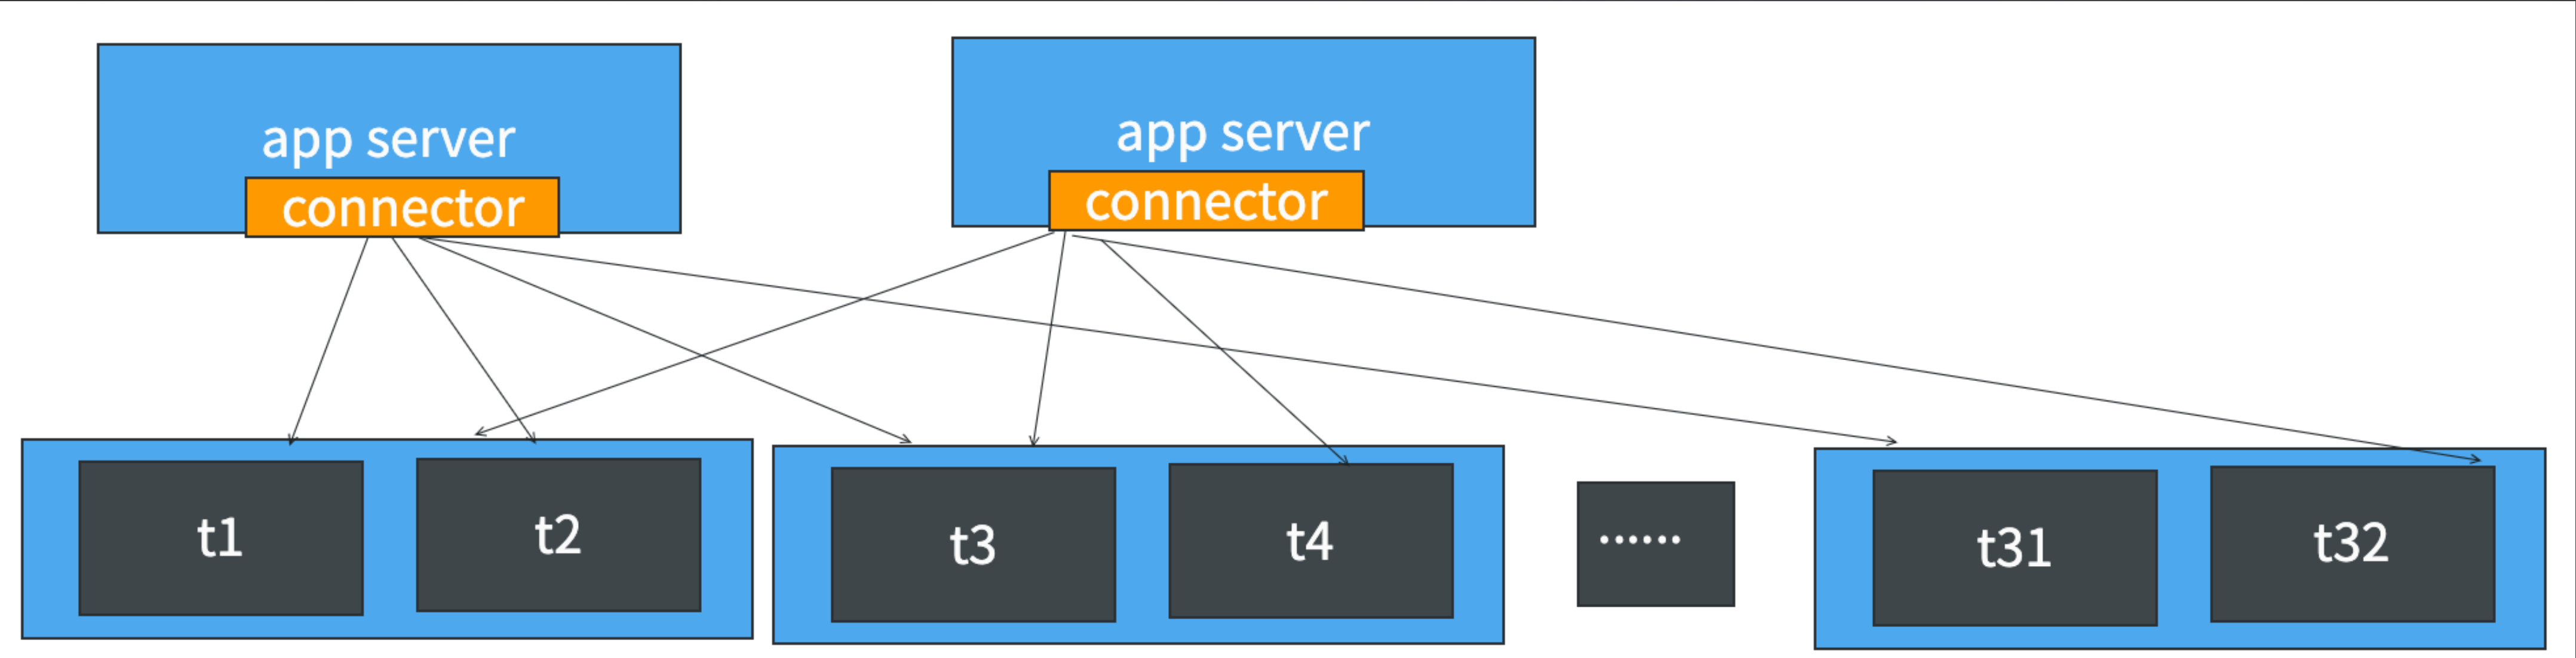 app server
connector
app server
connector
t1
t2
t3
t4
......
t31
t32